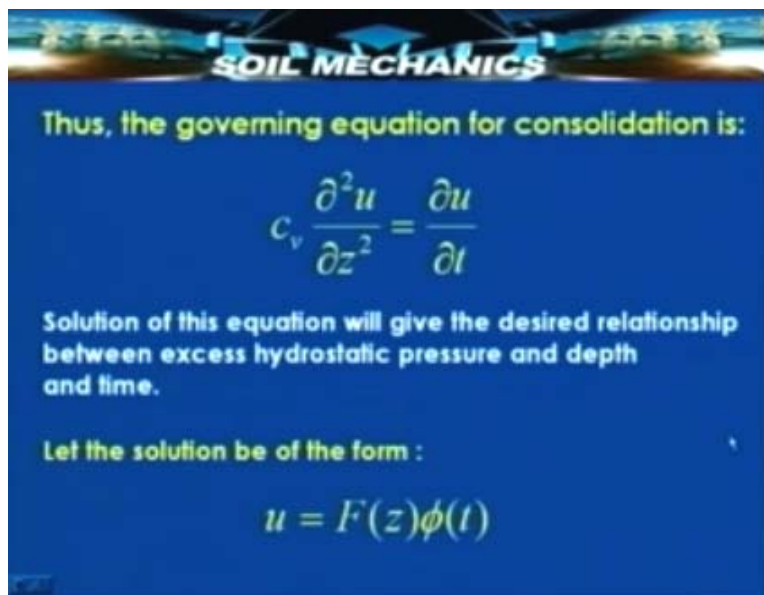 SOIL MECHANICS
Thus, the governing equation for consolidation is:
c_v ∂²u/∂z² = ∂u/∂t
Solution of this equation will give the desired relationship
between excess hydrostatic pressure and depth
and time.
Let the solution be of the form :
u = F(z)ϕ(t)